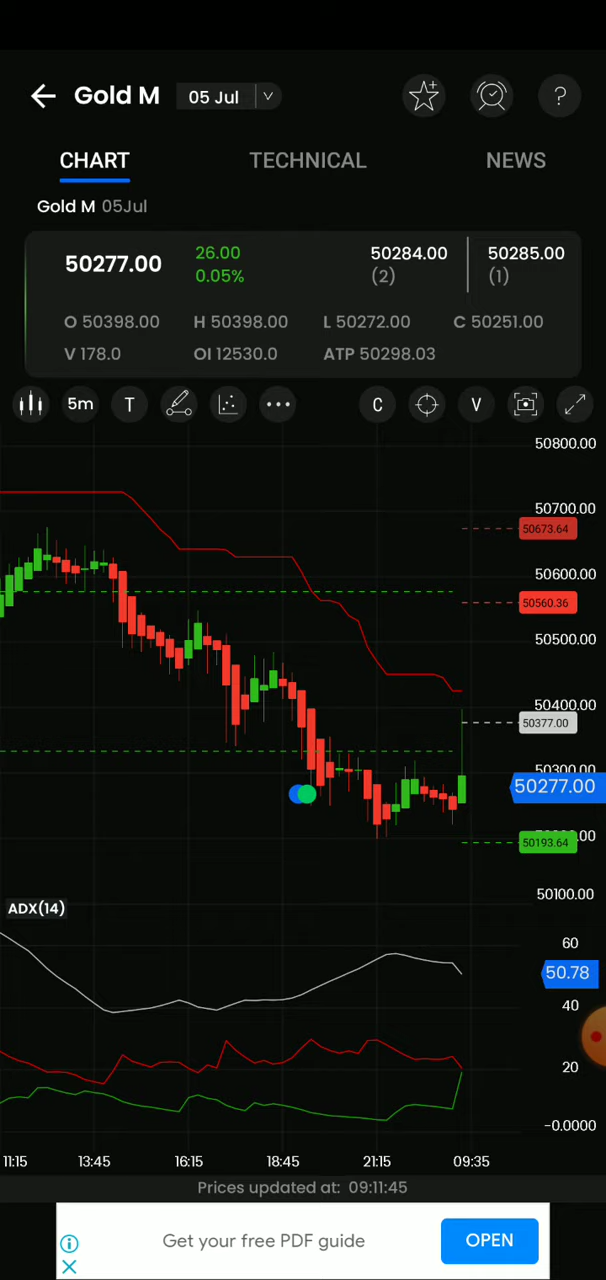 Gold M 05 Jul
?
CHART TECHNICAL NEWS
Gold M 05Jul
50277.00 26.00 0.05% 50284.00 (2) 50285.00 (1)
O 50398.00 H 50398.00 L 50272.00 C 50251.00
V 178.0 OI 12530.0 ATP 50298.03
5m T C V
50800.00
50700.00
50673.64
50600.00
50560.36
50500.00
50400.00
50377.00
50300.00
50277.00
50193.64
50100.00
ADX(14)
60
50.78
40
20
-0.0000
11:15 13:45 16:15 18:45 21:15 09:35
Prices updated at: 09:11:45
Get your free PDF guide OPEN